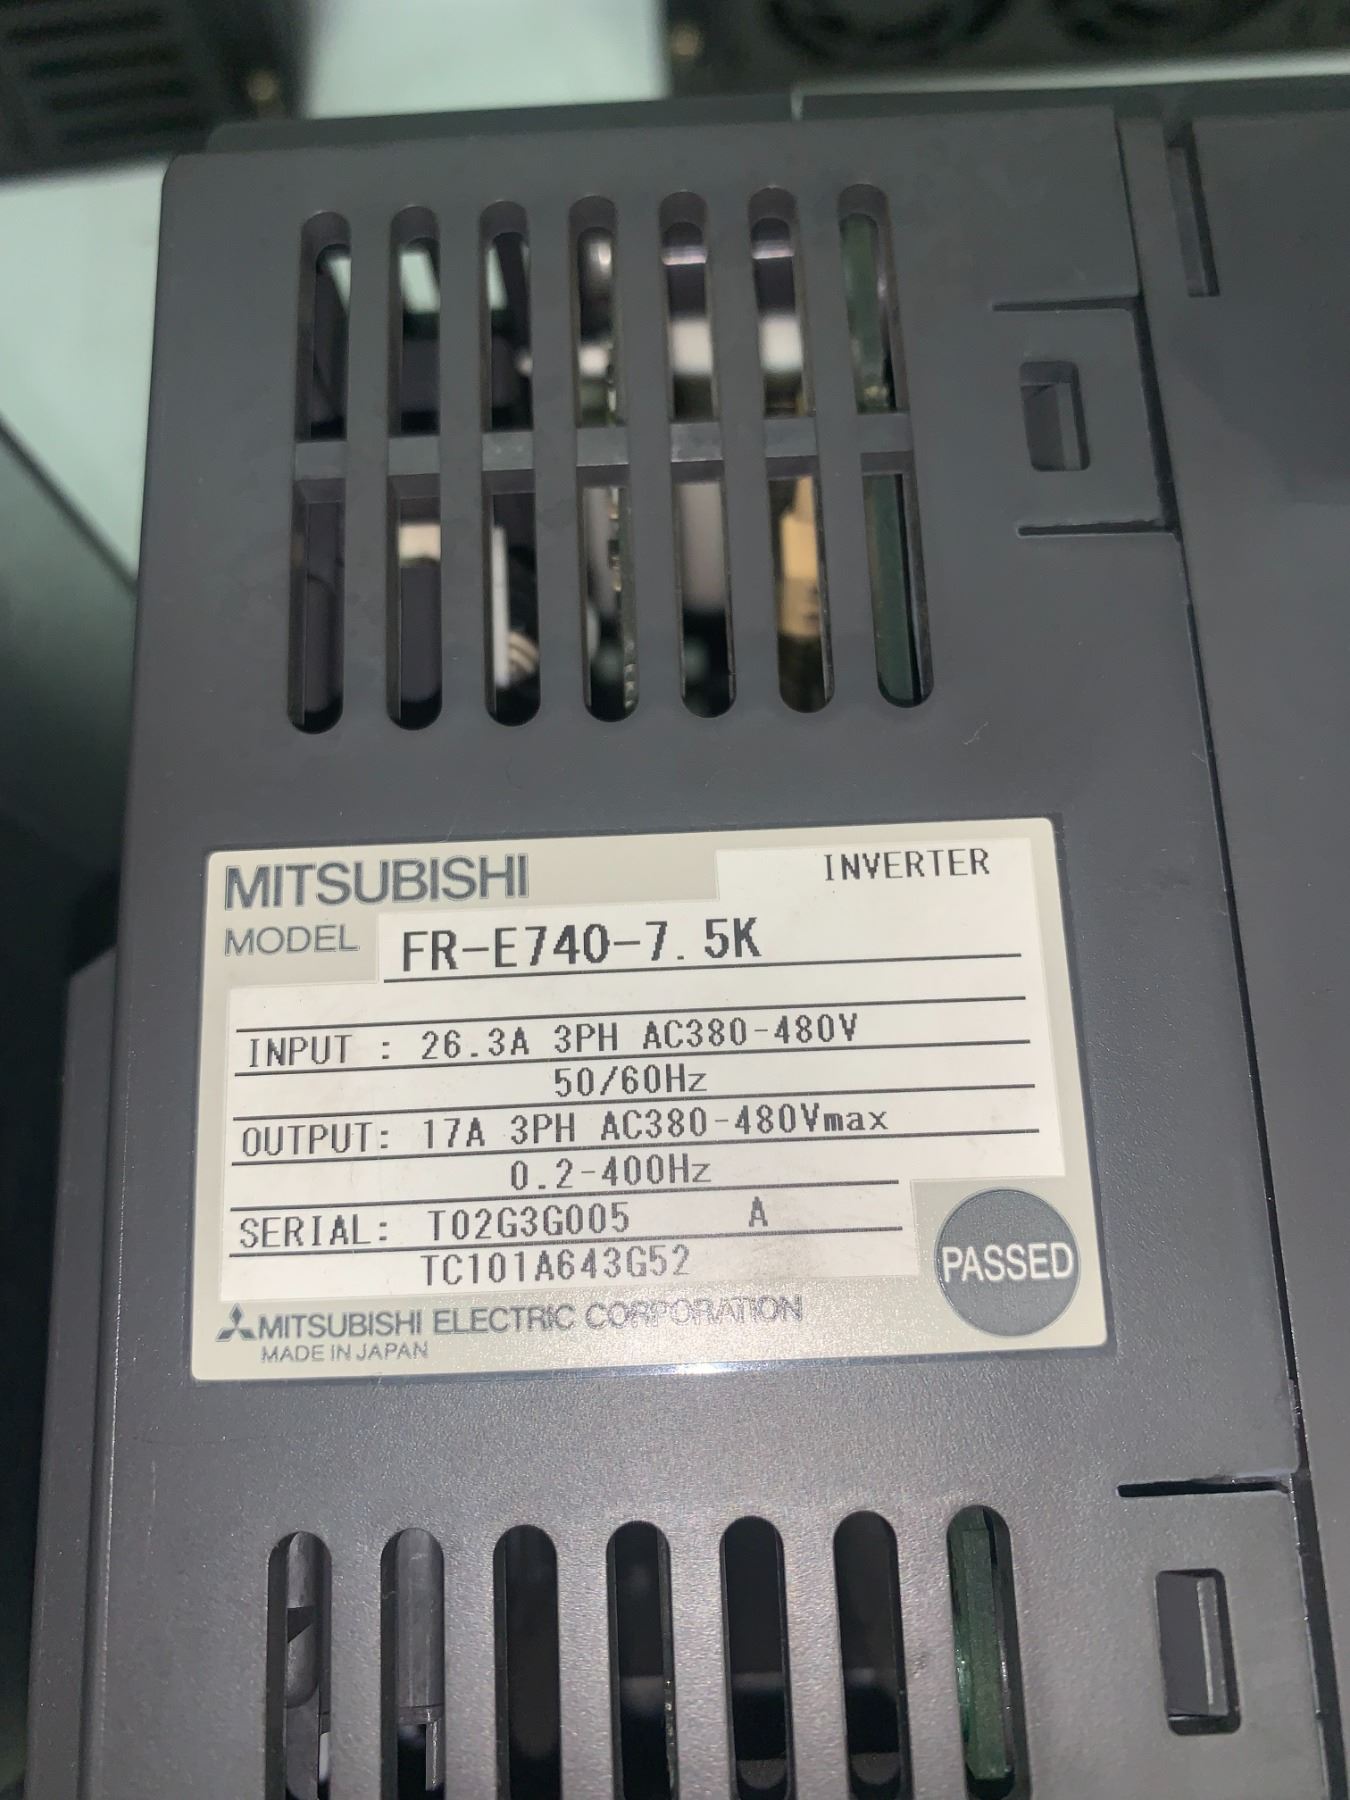 MITSUBISHI INVERTER
MODEL FR-E740-7.5K
INPUT : 26.3A 3PH AC380-480V
50/60Hz
OUTPUT: 17A 3PH AC380-480Vmax
0.2-400Hz
SERIAL: T02G3G005 A
TC101A643G52
PASSED
MITSUBISHI ELECTRIC CORPORATION
MADE IN JAPAN